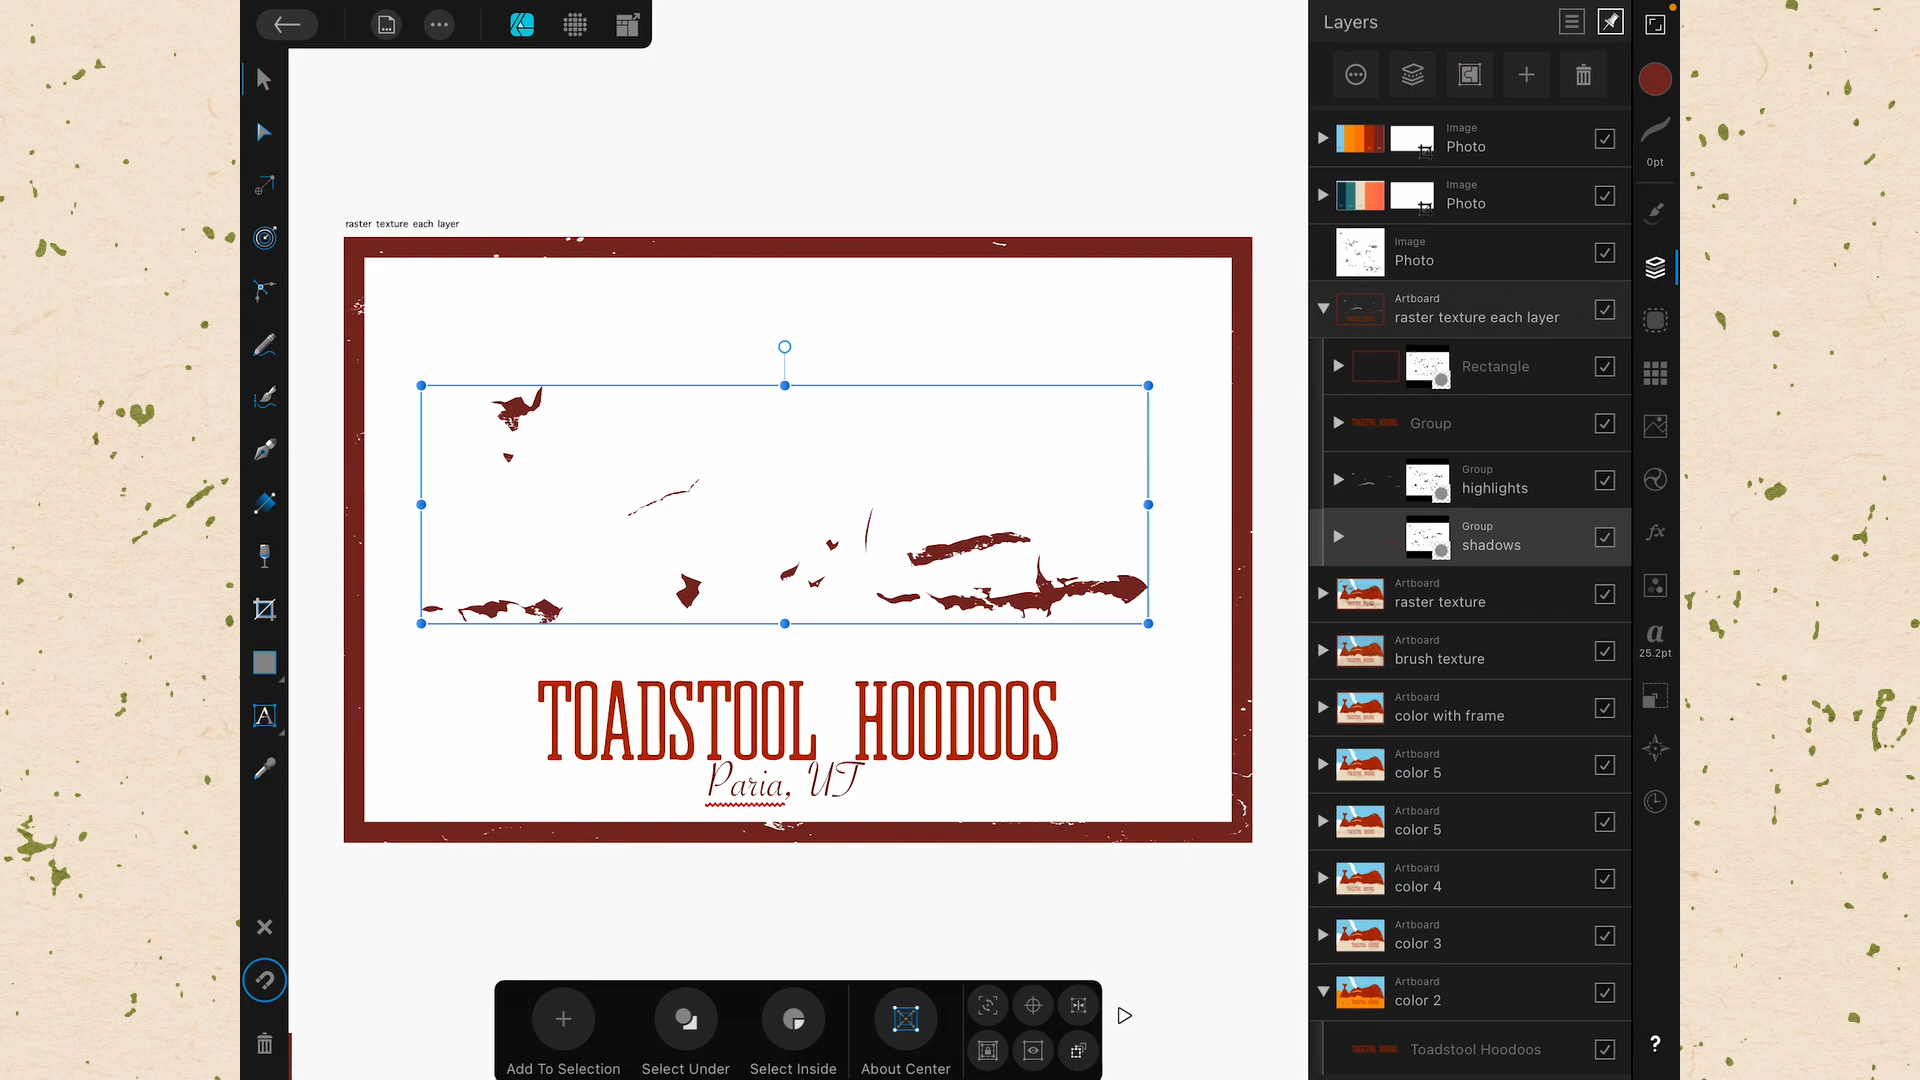 Layers
Image
Photo
0pt
Image
Photo
raster texture each layer
Image
Photo
Artboard
raster texture each layer
Rectangle
Group
Group
highlights
Group
shadows
Artboard
raster texture
a
25.2pt
Artboard
brush texture
TOADSTOOL HOODOOS
Paria, UT
Artboard
color with frame
Artboard
color 5
Artboard
color 5
Artboard
color 4
Artboard
color 3
Artboard
color 2
Toadstool Hoodoos
A
fx
?
Add To Selection
Select Under
Select Inside
About Center